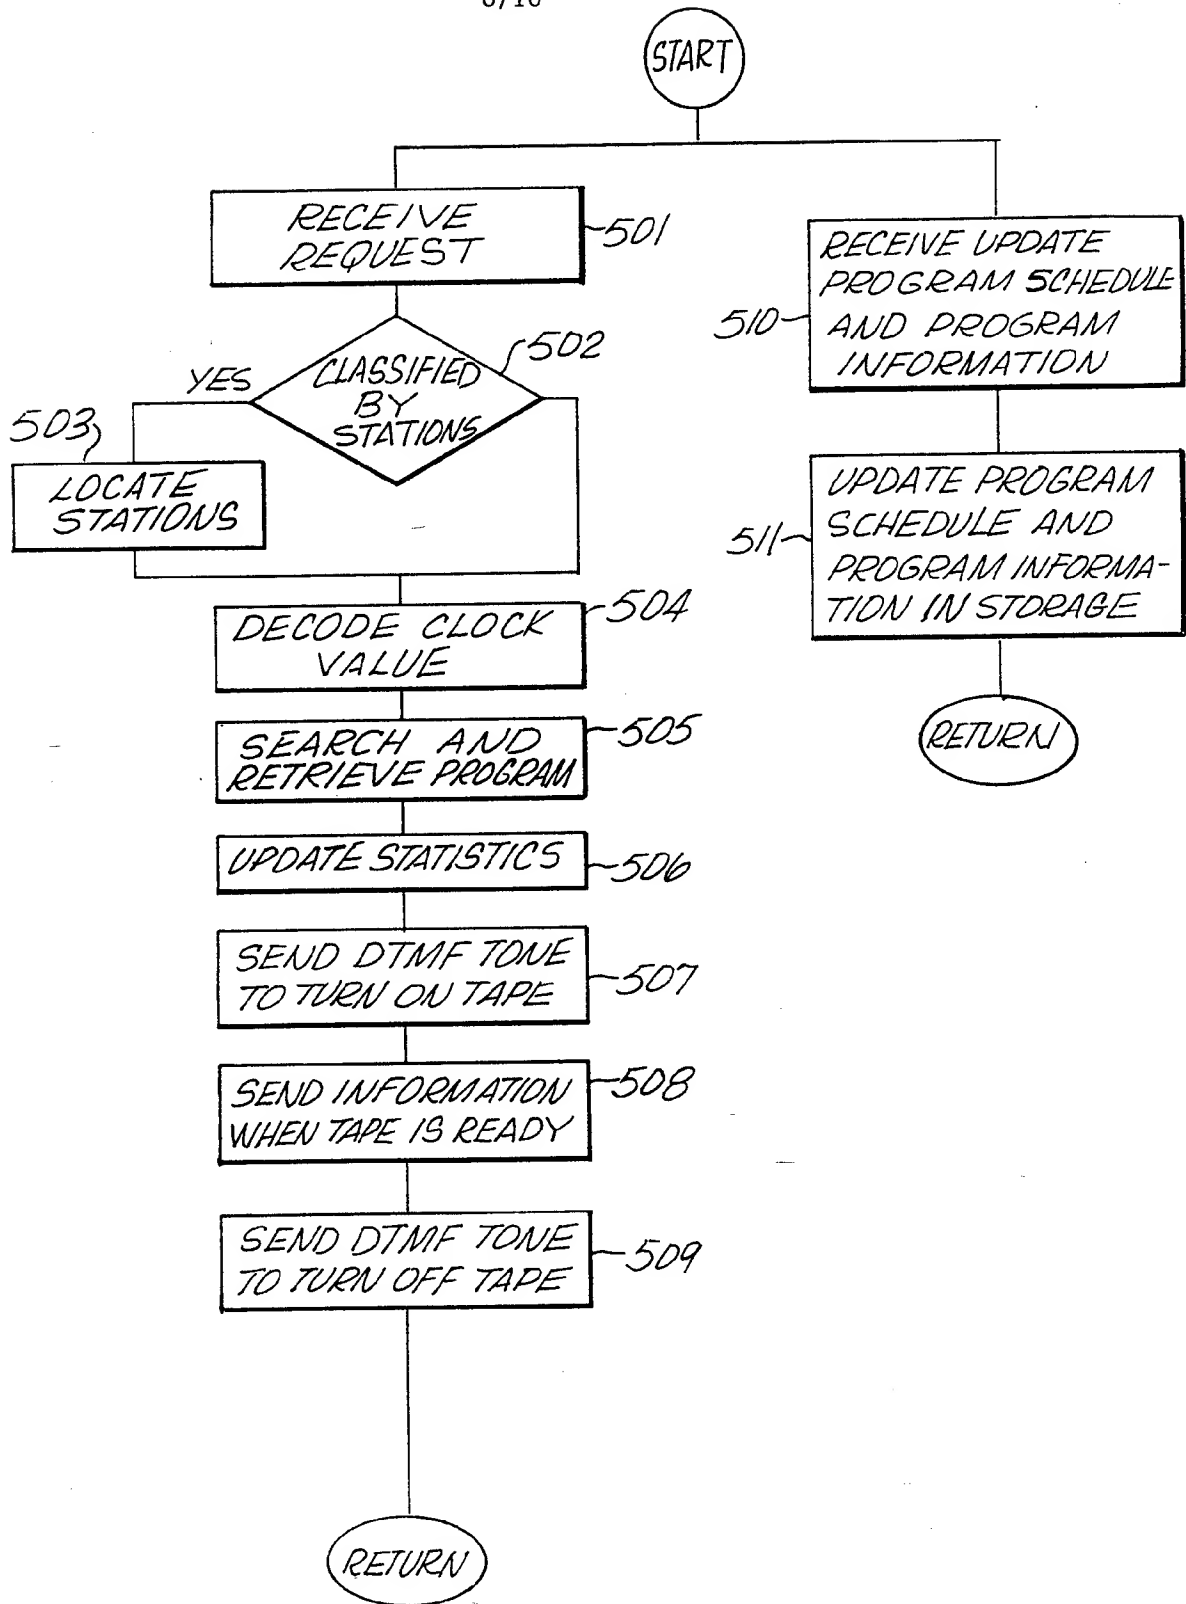 START
RECEIVE
REQUEST
501
CLASSIFIED
BY
STATIONS
502
YES
503
LOCATE
STATIONS
DECODE CLOCK
VALUE
504
SEARCH AND
RETRIEVE PROGRAM
505
UPDATE STATISTICS
506
SEND DTMF TONE
TO TURN ON TAPE
507
SEND INFORMATION
WHEN TAPE IS READY
508
SEND DTMF TONE
TO TURN OFF TAPE
509
RETURN
RECEIVE UPDATE
PROGRAM SCHEDULE
AND PROGRAM
INFORMATION
510
UPDATE PROGRAM
SCHEDULE AND
PROGRAM INFORMA-
TION IN STORAGE
511
RETURN